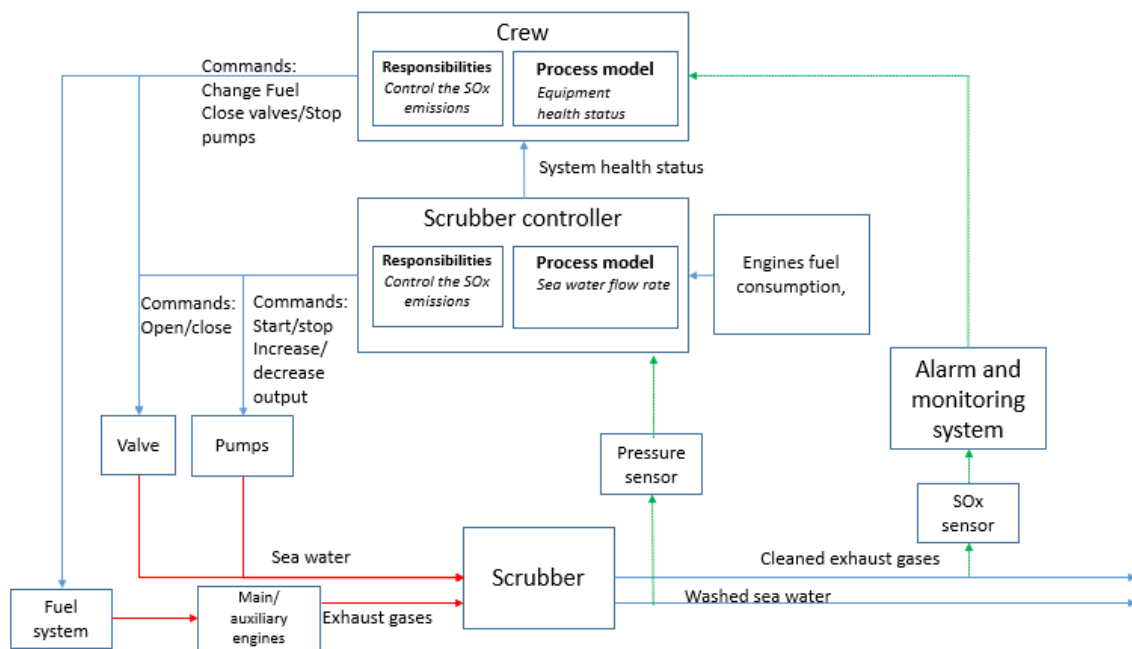 Crew
Responsibilities
Control the SOx
emissions
Process model
Equipment
health status
Commands:
Change Fuel
Close valves/Stop
pumps
System health status
Scrubber controller
Responsibilities
Control the SOx
emissions
Process model
Sea water flow rate
Engines fuel
consumption,
Commands:
Open/close
Commands:
Start/stop
Increase/
decrease
output
Alarm and
monitoring
system
Valve
Pumps
Pressure
sensor
SOx
sensor
Sea water
Scrubber
Cleaned exhaust gases
Washed sea water
Fuel
system
Main/
auxiliary
engines
Exhaust gases